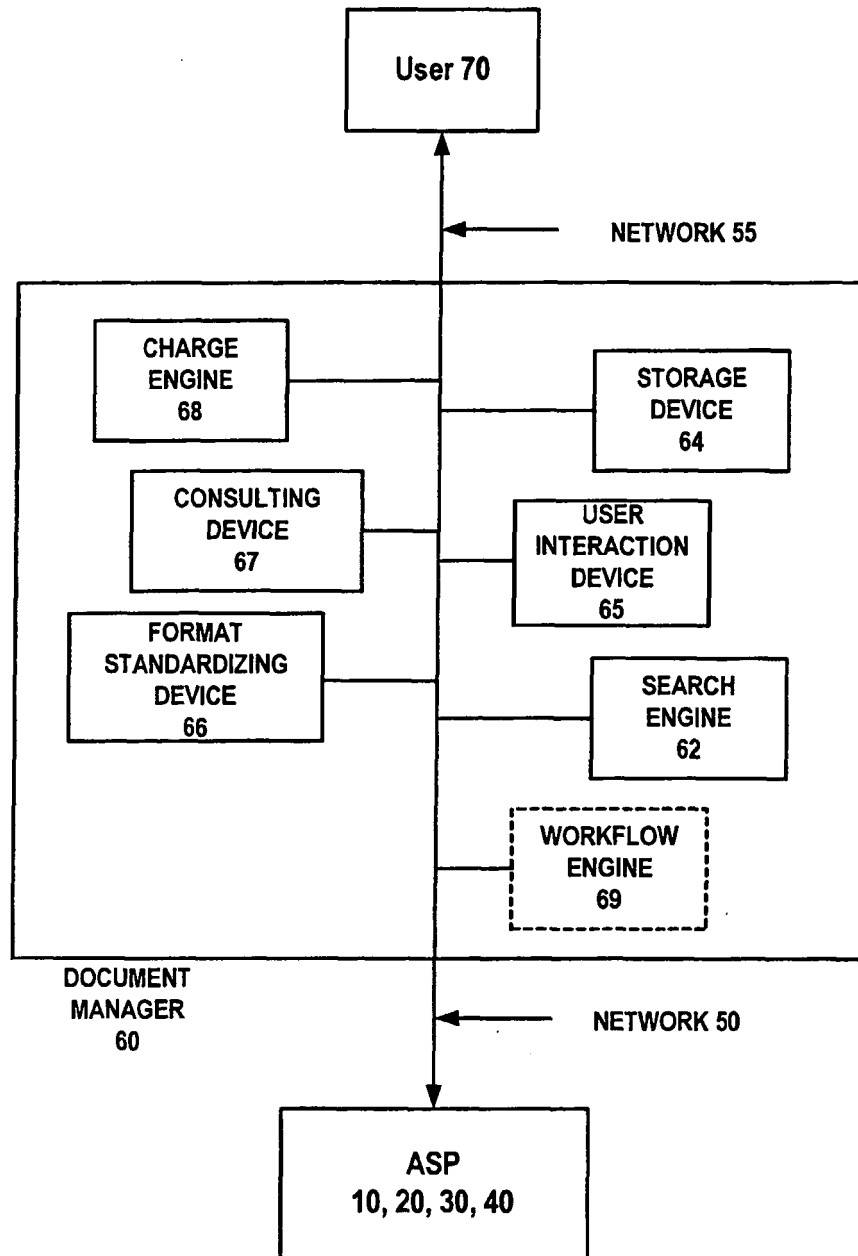 User 70
NETWORK 55
CHARGE
ENGINE
68
STORAGE
DEVICE
64
CONSULTING
DEVICE
67
USER
INTERACTION
DEVICE
65
FORMAT
STANDARDIZING
DEVICE
66
SEARCH
ENGINE
62
WORKFLOW
ENGINE
69
DOCUMENT
MANAGER
60
NETWORK 50
ASP
10, 20, 30, 40